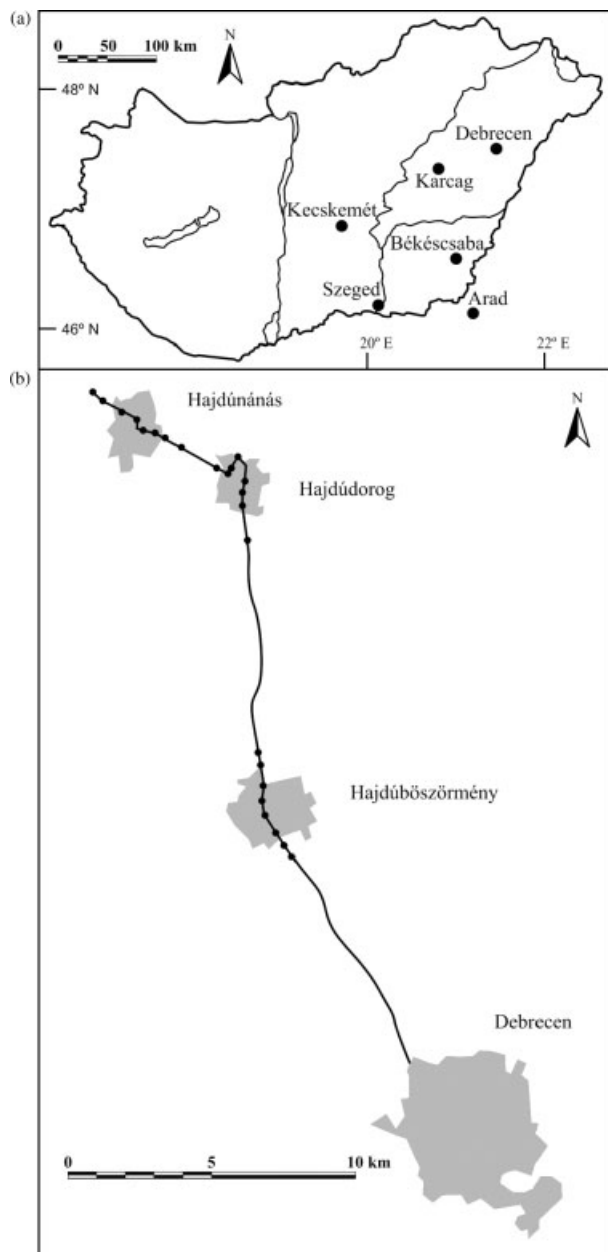 (a)
N
0 50 100 km
48° N
Debrecen
Karcag
Kecskemét
Békéscsaba
Szeged
Arad
46° N
20° E 22° E
(b)
N
Hajdúnánás
Hajdúdorog
Hajdúböszörmény
Debrecen
0 5 10 km